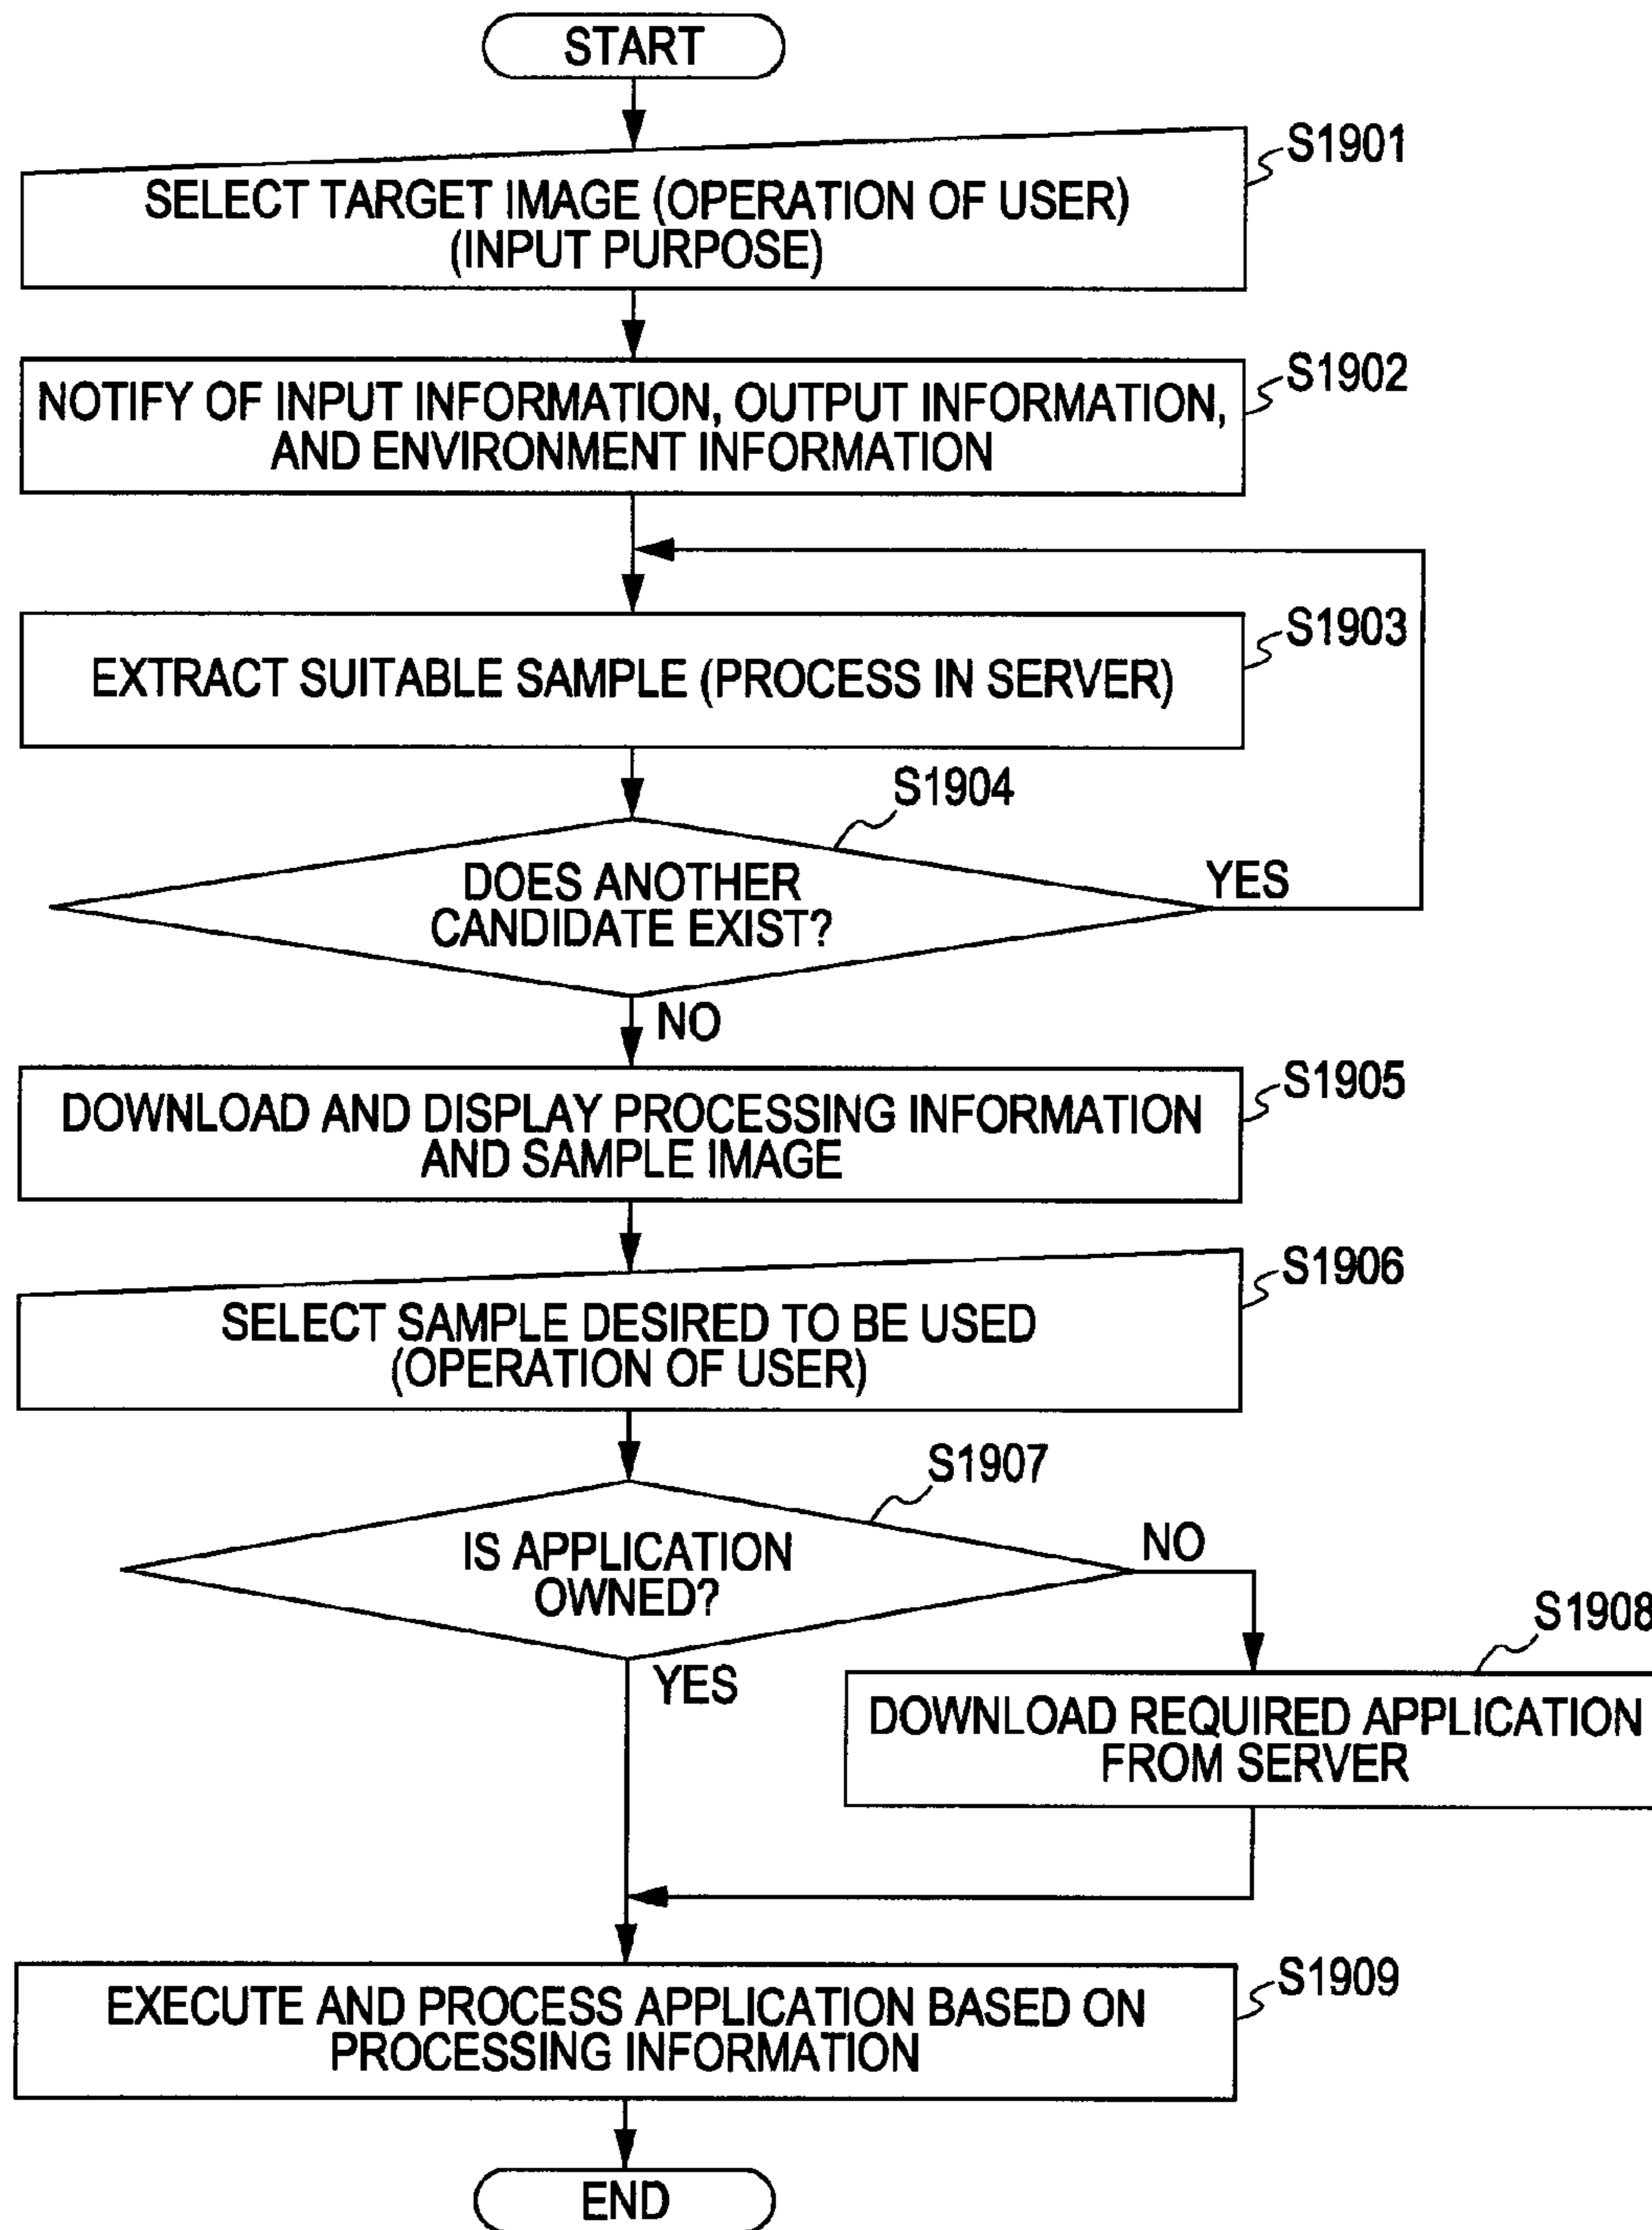 START
S1901
SELECT TARGET IMAGE (OPERATION OF USER)
(INPUT PURPOSE)
S1902
NOTIFY OF INPUT INFORMATION, OUTPUT INFORMATION,
AND ENVIRONMENT INFORMATION
S1903
EXTRACT SUITABLE SAMPLE (PROCESS IN SERVER)
S1904
DOES ANOTHER
CANDIDATE EXIST?
YES
NO
S1905
DOWNLOAD AND DISPLAY PROCESSING INFORMATION
AND SAMPLE IMAGE
S1906
SELECT SAMPLE DESIRED TO BE USED
(OPERATION OF USER)
S1907
IS APPLICATION
OWNED?
NO
YES
S1908
DOWNLOAD REQUIRED APPLICATION
FROM SERVER
S1909
EXECUTE AND PROCESS APPLICATION BASED ON
PROCESSING INFORMATION
END